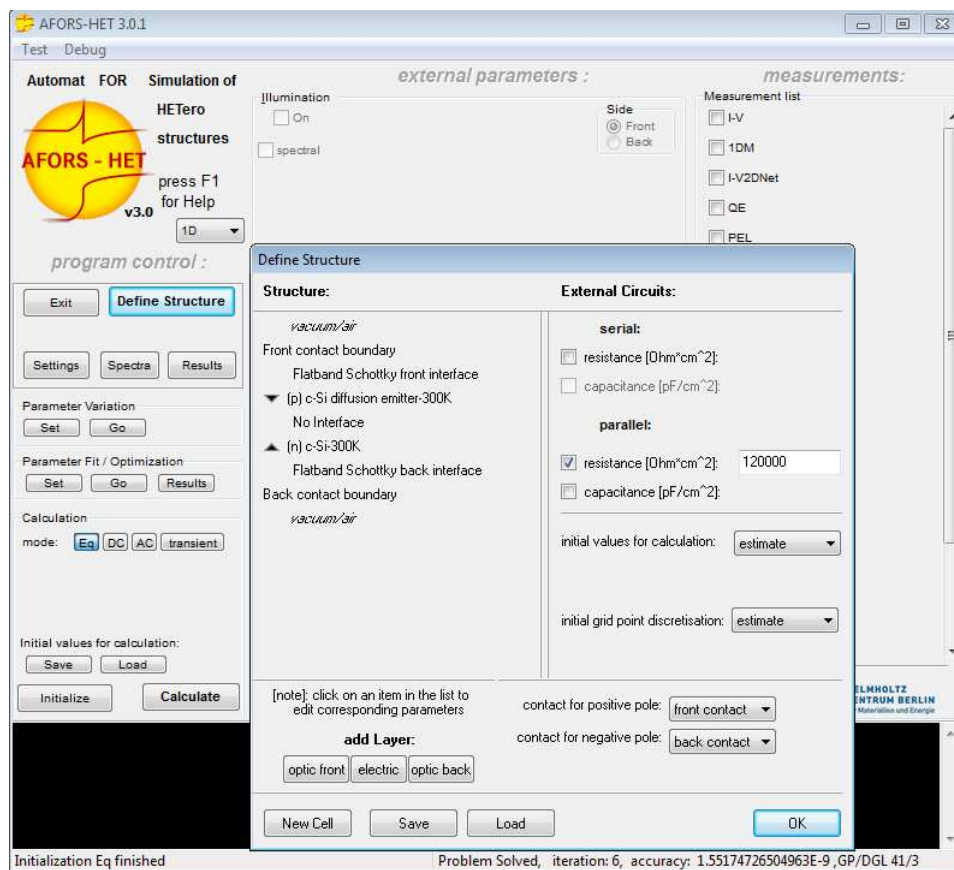 AFORS-HET 3.0.1
Test Debug
Automat FOR Simulation of
HETero
structures
AFORS - HET
press F1
for Help
v3.0
1D
external parameters :
Illumination
On
spectral
Side
Front
Back
measurements:
Measurement list
I-V
1DM
I-V2DNet
QE
PEL
program control :
Exit
Define Structure
Settings
Spectra
Results
Parameter Variation
Set
Go
Parameter Fit / Optimization
Set
Go
Results
Calculation
mode:
Eq
DC
AC
transient
Initial values for calculation:
Save
Load
Initialize
Calculate
Define Structure
Structure:
vacuum/air
Front contact boundary
Flatband Schottky front interface
(p) c-Si diffusion emitter-300K
No Interface
(n) c-Si-300K
Flatband Schottky back interface
Back contact boundary
vacuum/air
External Circuits:
serial:
resistance [Ohm*cm^2]:
capacitance [pF/cm^2]:
parallel:
resistance [Ohm*cm^2]: 120000
capacitance [pF/cm^2]:
initial values for calculation: estimate
initial grid point discretisation: estimate
[note]: click on an item in the list to
edit corresponding parameters
add Layer:
optic front
electric
optic back
contact for positive pole: front contact
contact for negative pole: back contact
New Cell
Save
Load
OK
ELMHOLTZ
ENTRUM BERLIN
Materialien und Energie
Initialization Eq finished
Problem Solved, iteration: 6, accuracy: 1.55174726504963E-9 ,GP/DGL 41/3